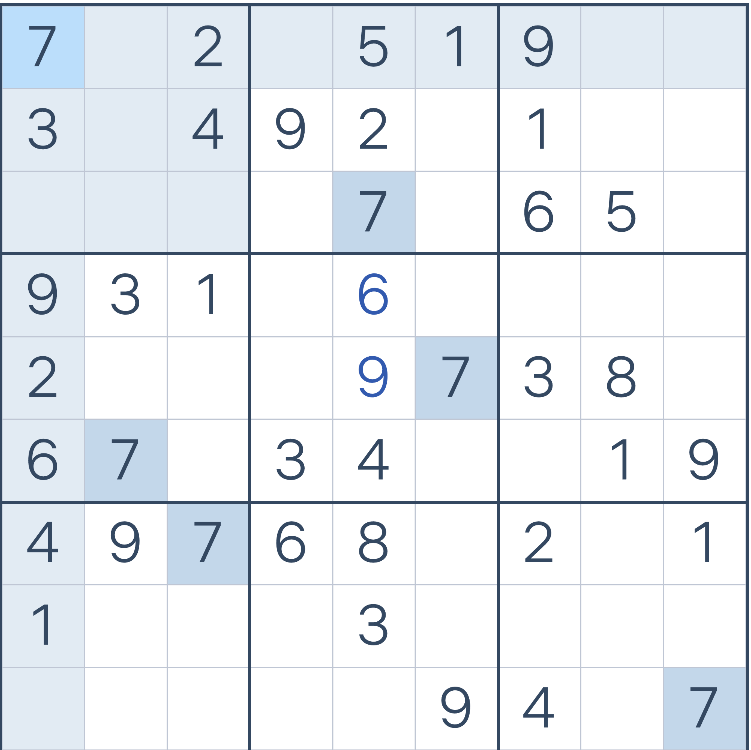 7 2 5 1 9
3 4 9 2 1
7 6 5
9 3 1 6
2 9 7 3 8
6 7 3 4 1 9
4 9 7 6 8 2 1
1 3
9 4 7